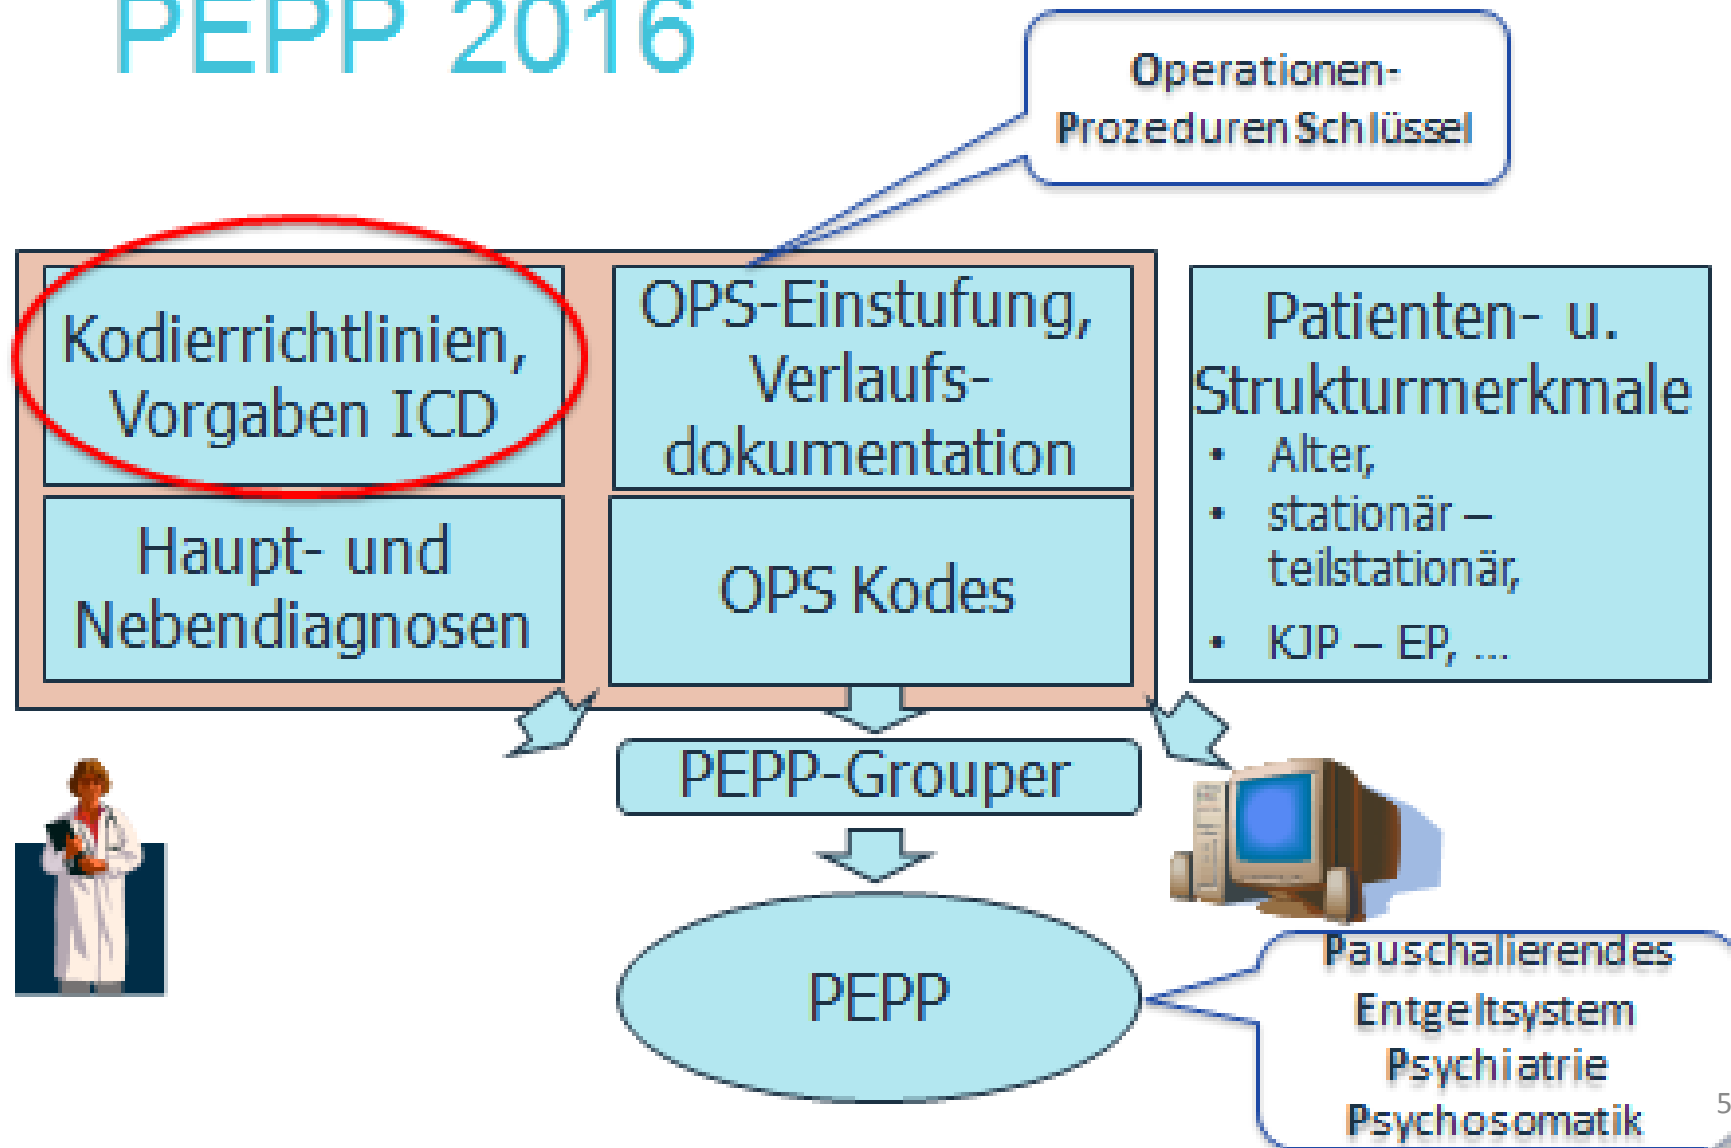 PEPP 2016
Operationen-
Prozeduren Schlüssel
Kodierrichtlinien,
Vorgaben ICD
OPS-Einstufung,
Verlaufs-
dokumentation
Patienten- u.
Strukturmerkmale
• Alter,
• stationär –
teilstationär,
• KJP – EP, ...
Haupt- und
Nebendiagnosen
OPS Kodes
PEPP-Grouper
PEPP
Pauschalierendes
Entgeltsystem
Psychiatrie
Psychosomatik
5